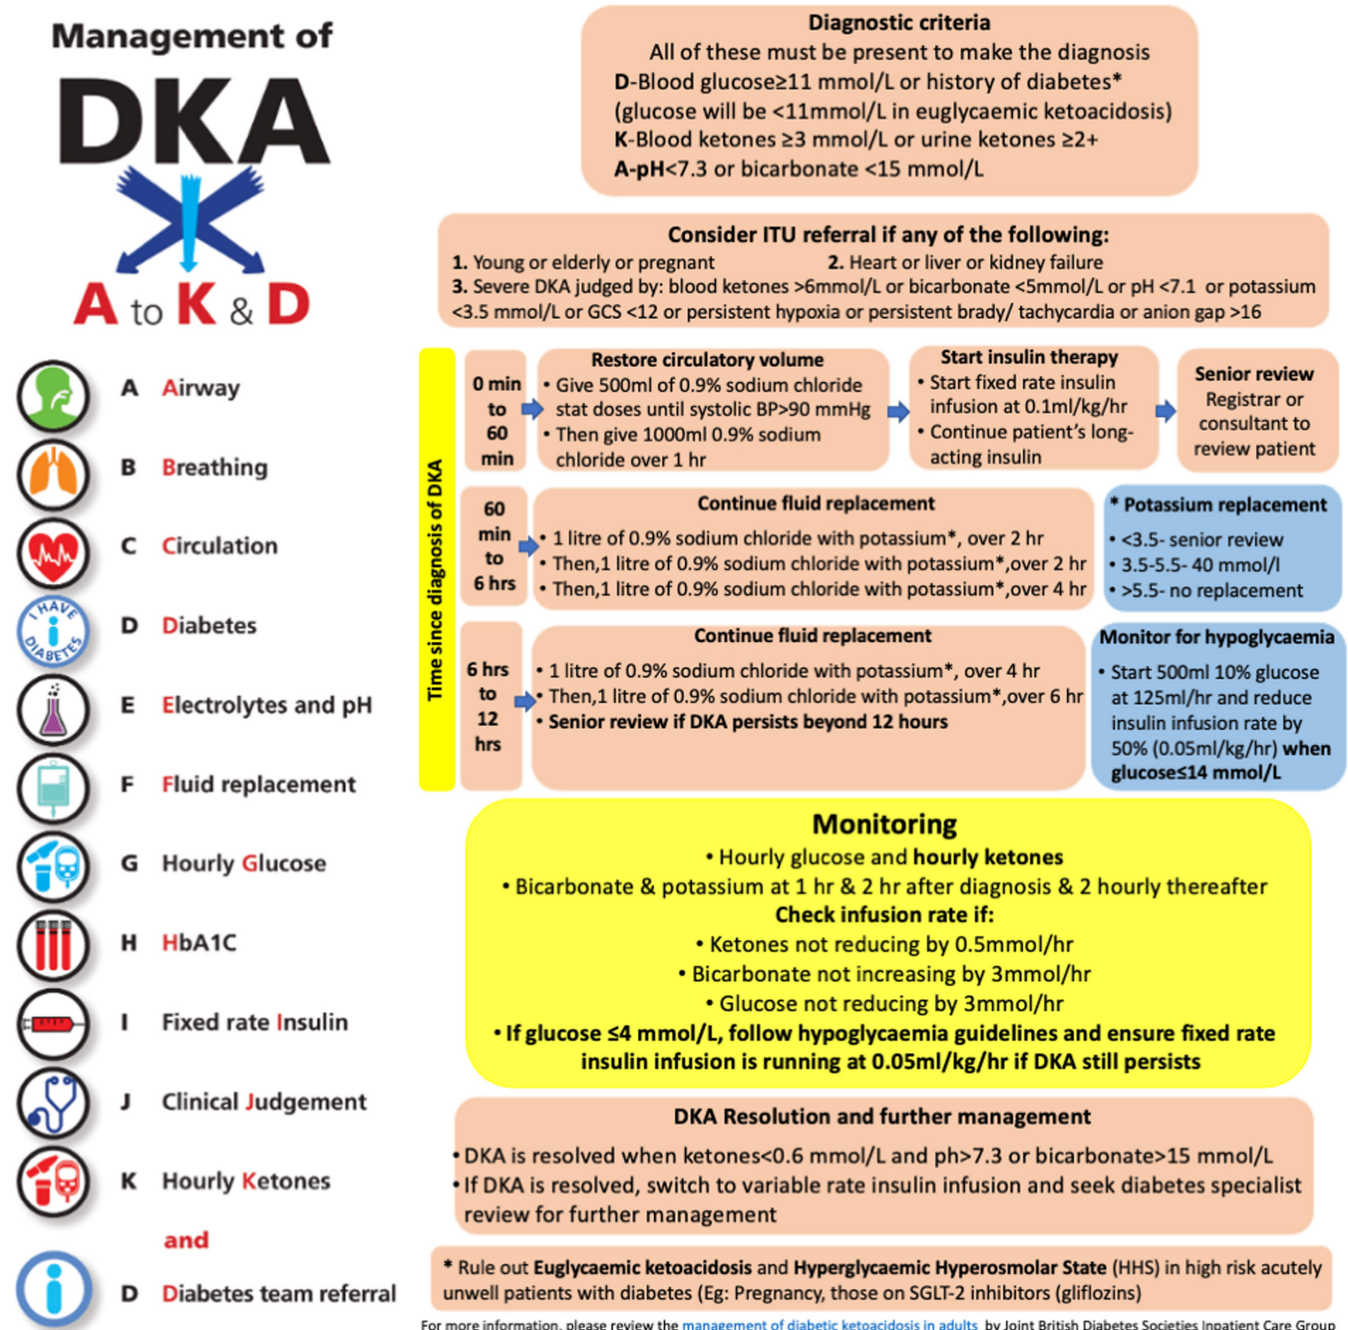 Management of
DKA
A to K & D
A Airway
B Breathing
C Circulation
I HAVE
i
DIABETES
D Diabetes
E Electrolytes and pH
F Fluid replacement
G Hourly Glucose
H HbA1C
I Fixed rate Insulin
J Clinical Judgement
K Hourly Ketones
and
i
D Diabetes team referral
Diagnostic criteria
All of these must be present to make the diagnosis
D-Blood glucose≥11 mmol/L or history of diabetes*
(glucose will be <11mmol/L in euglycaemic ketoacidosis)
K-Blood ketones ≥3 mmol/L or urine ketones ≥2+
A-pH<7.3 or bicarbonate <15 mmol/L
Consider ITU referral if any of the following:
1. Young or elderly or pregnant 2. Heart or liver or kidney failure
3. Severe DKA judged by: blood ketones >6mmol/L or bicarbonate <5mmol/L or pH <7.1 or potassium
<3.5 mmol/L or GCS <12 or persistent hypoxia or persistent brady/ tachycardia or anion gap >16
Time since diagnosis of DKA
0 min
to
60
min
Restore circulatory volume
• Give 500ml of 0.9% sodium chloride
stat doses until systolic BP>90 mmHg
• Then give 1000ml 0.9% sodium
chloride over 1 hr
Start insulin therapy
• Start fixed rate insulin
infusion at 0.1ml/kg/hr
• Continue patient's long-
acting insulin
Senior review
Registrar or
consultant to
review patient
60
min
to
6 hrs
Continue fluid replacement
• 1 litre of 0.9% sodium chloride with potassium*, over 2 hr
• Then,1 litre of 0.9% sodium chloride with potassium*,over 2 hr
• Then,1 litre of 0.9% sodium chloride with potassium*,over 4 hr
* Potassium replacement
• <3.5- senior review
• 3.5-5.5- 40 mmol/l
• >5.5- no replacement
6 hrs
to
12
hrs
Continue fluid replacement
• 1 litre of 0.9% sodium chloride with potassium*, over 4 hr
• Then,1 litre of 0.9% sodium chloride with potassium*,over 6 hr
• Senior review if DKA persists beyond 12 hours
Monitor for hypoglycaemia
• Start 500ml 10% glucose
at 125ml/hr and reduce
insulin infusion rate by
50% (0.05ml/kg/hr) when
glucose≤14 mmol/L
Monitoring
• Hourly glucose and hourly ketones
• Bicarbonate & potassium at 1 hr & 2 hr after diagnosis & 2 hourly thereafter
Check infusion rate if:
• Ketones not reducing by 0.5mmol/hr
• Bicarbonate not increasing by 3mmol/hr
• Glucose not reducing by 3mmol/hr
• If glucose ≤4 mmol/L, follow hypoglycaemia guidelines and ensure fixed rate
insulin infusion is running at 0.05ml/kg/hr if DKA still persists
DKA Resolution and further management
• DKA is resolved when ketones<0.6 mmol/L and ph>7.3 or bicarbonate>15 mmol/L
• If DKA is resolved, switch to variable rate insulin infusion and seek diabetes specialist
review for further management
* Rule out Euglycaemic ketoacidosis and Hyperglycaemic Hyperosmolar State (HHS) in high risk acutely
unwell patients with diabetes (Eg: Pregnancy, those on SGLT-2 inhibitors (gliflozins)
For more information, please review the management of diabetic ketoacidosis in adults by Joint British Diabetes Societies Inpatient Care Group